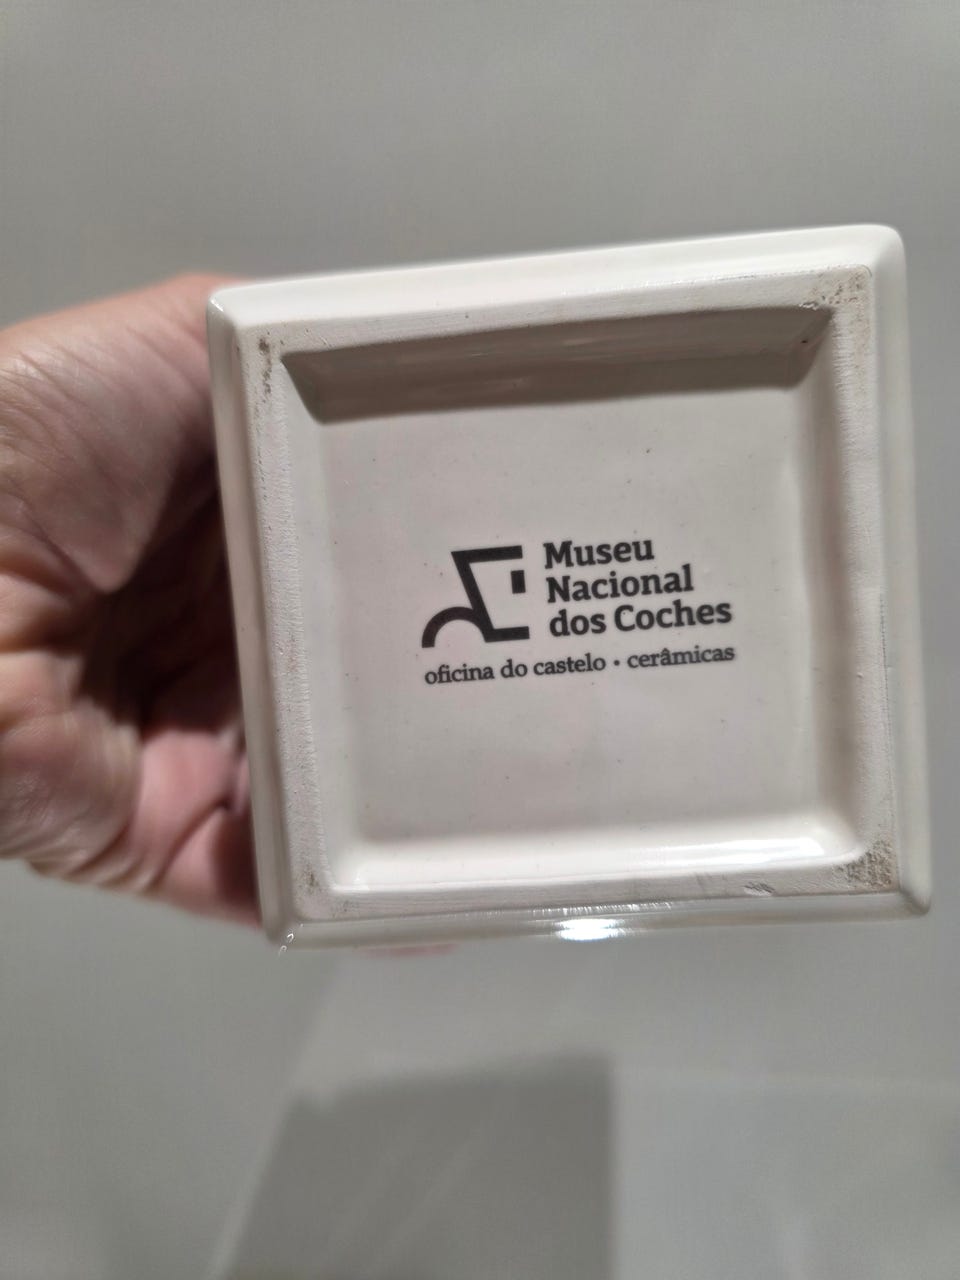 Museu
Nacional
dos Coches
oficina do castelo • cerâmicas